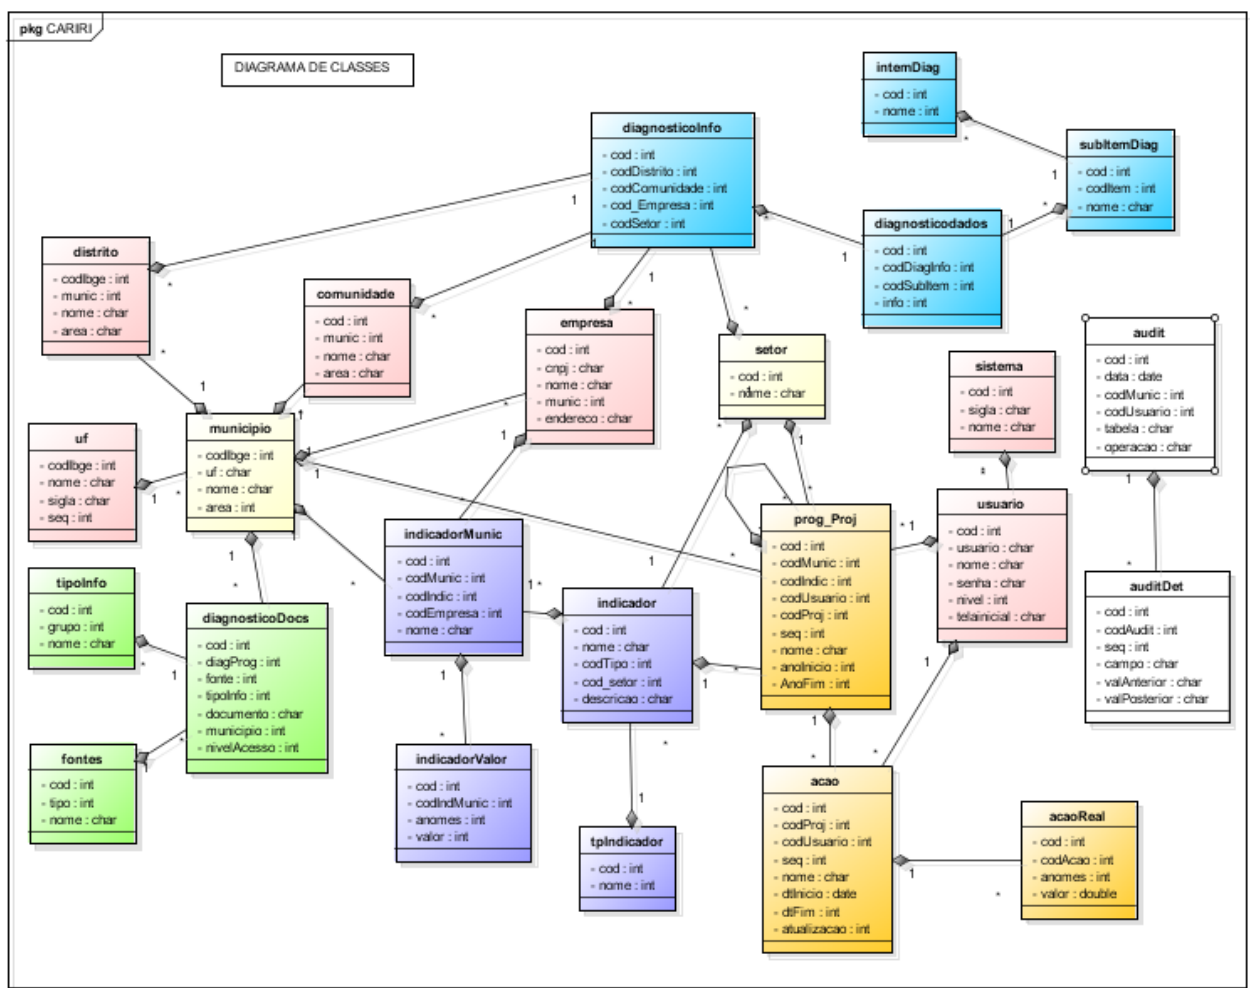 pkg CARIRI
DIAGRAMA DE CLASSES
intemDiag
- cod : int
- nome : int
diagnosticoInfo
- cod : int
- codDistrito : int
- codComunidade : int
- cod_Empresa : int
- codSetor : int
subItemDiag
- cod : int
- codItem : int
- nome : char
diagnosticodados
- cod : int
- codDiagInfo : int
- codSubItem : int
- info : int
distrito
- codIbge : int
- munic : int
- nome : char
- area : char
comunidade
- cod : int
- munic : int
- nome : char
- area : char
empresa
- cod : int
- cnpj : char
- nome : char
- munic : int
- endereco : char
setor
- cod : int
- nome : char
sistema
- cod : int
- sigla : char
- nome : char
audit
- cod : int
- data : date
- codMunic : int
- codUsuario : int
- tabela : char
- operacao : char
uf
- codIbge : int
- nome : char
- sigla : char
- seq : int
municipio
- codIbge : int
- uf : char
- nome : char
- area : int
indicadorMunic
- cod : int
- codMunic : int
- codIndic : int
- codEmpresa : int
- nome : char
prog_Proj
- cod : int
- codMunic : int
- codIndic : int
- codUsuario : int
- codProj : int
- seq : int
- nome : char
- anoInicio : int
- AnoFim : int
usuario
- cod : int
- usuario : char
- nome : char
- senha : char
- nivel : int
- telainicial : char
tipoInfo
- cod : int
- grupo : int
- nome : char
diagnosticoDocs
- cod : int
- diagProg : int
- fonte : int
- tipoInfo : int
- documento : char
- municipio : int
- nivelAcesso : int
indicador
- cod : int
- nome : char
- codTipo : int
- cod_setor : int
- descricao : char
auditDet
- cod : int
- codAudit : int
- seq : int
- campo : char
- valAnterior : char
- valPosterior : char
fontes
- cod : int
- tipo : int
- nome : char
indicadorValor
- cod : int
- codIndMunic : int
- anomes : int
- valor : int
tpIndicador
- cod : int
- nome : int
acao
- cod : int
- codProj : int
- codUsuario : int
- seq : int
- nome : char
- dtInicio : date
- dtFim : int
- atualizacao : int
acaoReal
- cod : int
- codAcao : int
- anomes : int
- valor : double